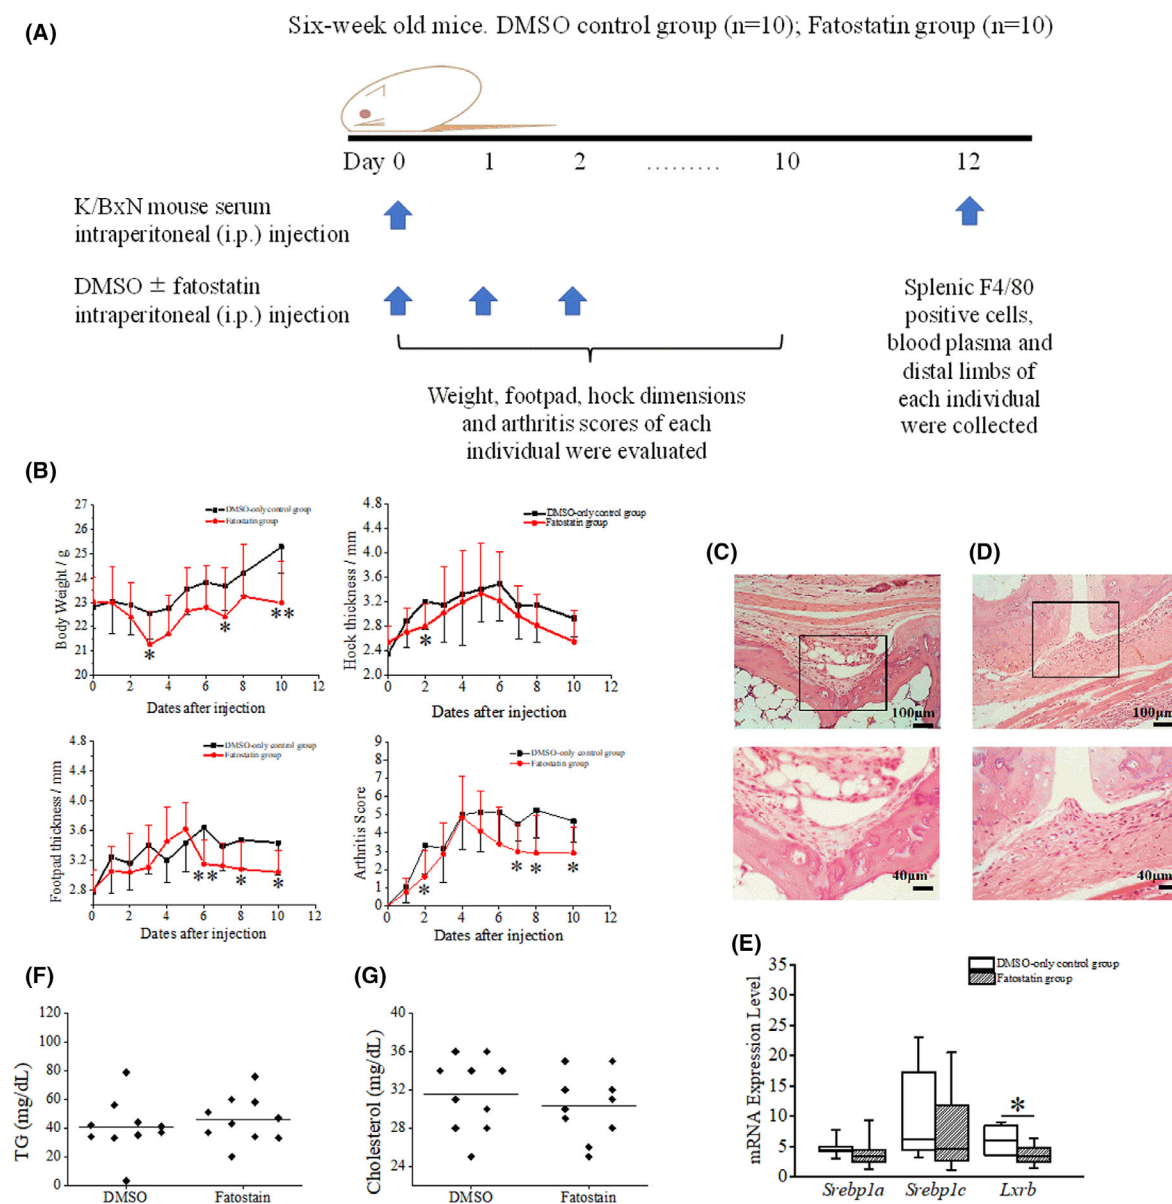 (A)
Six-week old mice. DMSO control group (n=10); Fatostatin group (n=10)
Day 0 1 2 ......... 10 12
K/BxN mouse serum
intraperitoneal (i.p.) injection
DMSO ± fatostatin
intraperitoneal (i.p.) injection
Weight, footpad, hock dimensions
and arthritis scores of each
individual were evaluated
Splenic F4/80
positive cells,
blood plasma and
distal limbs of
each individual
were collected
(B)
27
26
25
24
23
22
21
20
Body Weight / g
DMSO-only control group
Fatostatin group
*
*
**
0 2 4 6 8 10 12
Dates after injection
4.8
4.4
4.0
3.6
3.2
2.8
2.4
2.0
Hock thickness / mm
DMSO-only control group
Fatostatin group
*
0 2 4 6 8 10 12
Dates after injection
4.8
4.4
4.0
3.6
3.2
2.8
Footpad thickness / mm
DMSO-only control group
Fatostatin group
**
*
*
0 2 4 6 8 10 12
Dates after injection
9
8
7
6
5
4
3
2
1
0
Arthritis Score
DMSO-only control group
Fatostatin group
*
*
*
*
0 2 4 6 8 10 12
Dates after injection
(C)
100μm
40μm
(D)
100μm
40μm
(E)
35
30
25
20
15
10
5
0
mRNA Expression Level
DMSO-only control group
Fatostatin group
*
Srebp1a Srebp1c Lxrb
(F)
120
100
80
60
40
20
0
TG (mg/dL)
DMSO Fatostain
(G)
40
36
32
28
24
Cholesterol (mg/dL)
DMSO Fatostain